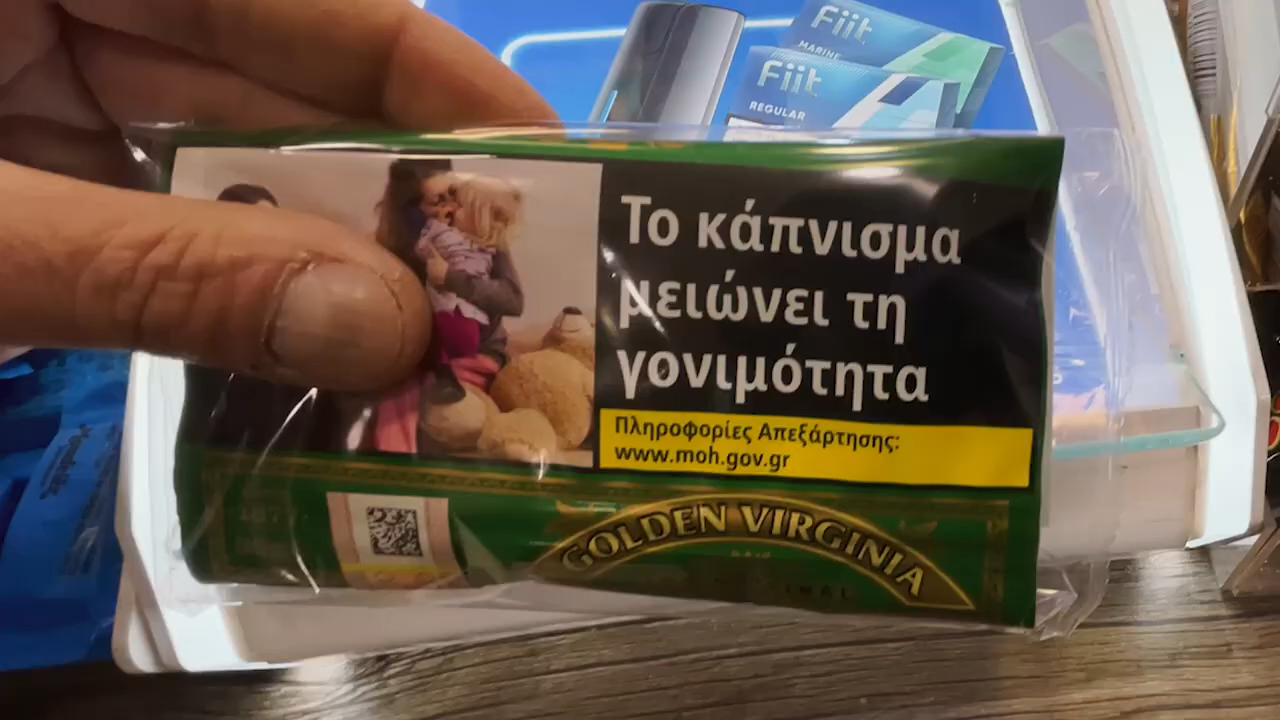 Fiit
MARINE
Fiit
REGULAR
Το κάπνισμα
μειώνει τη
γονιμότητα
Πληροφορίες Απεξάρτησης:
www.moh.gov.gr
GOLDEN VIRGINIA